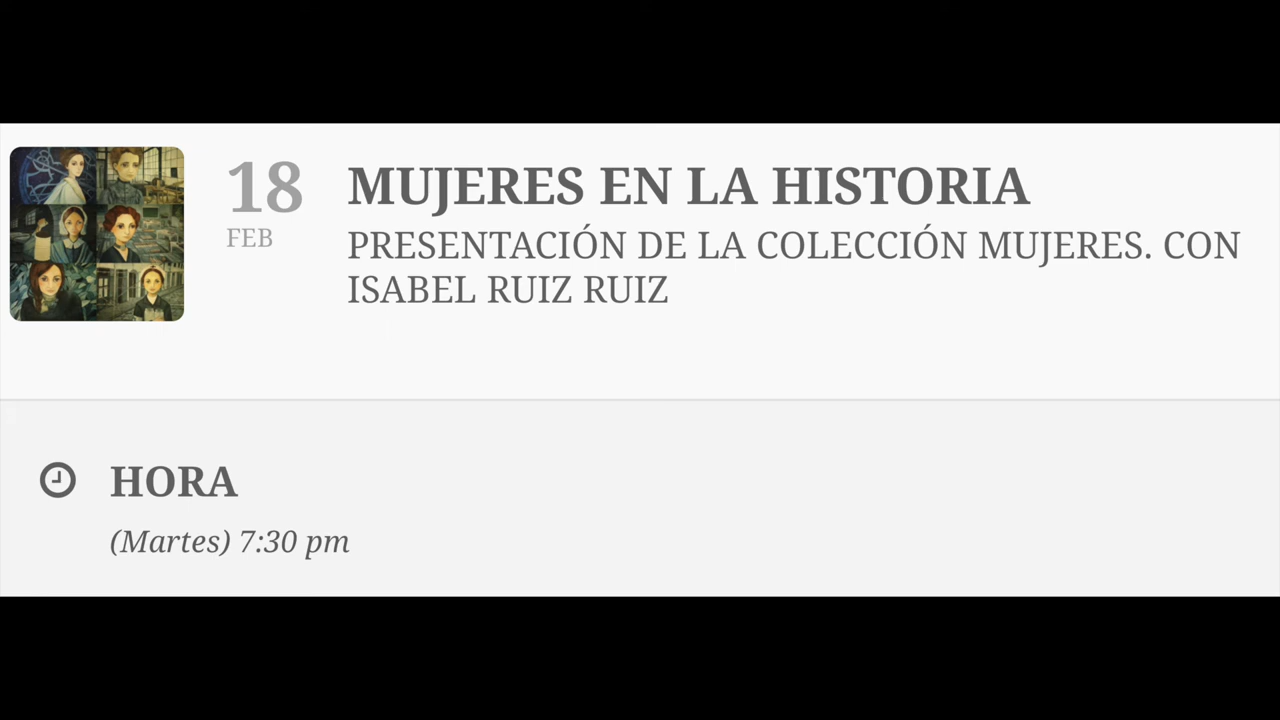 18
FEB
MUJERES EN LA HISTORIA
PRESENTACIÓN DE LA COLECCIÓN MUJERES. CON
ISABEL RUIZ RUIZ
HORA
(Martes) 7:30 pm